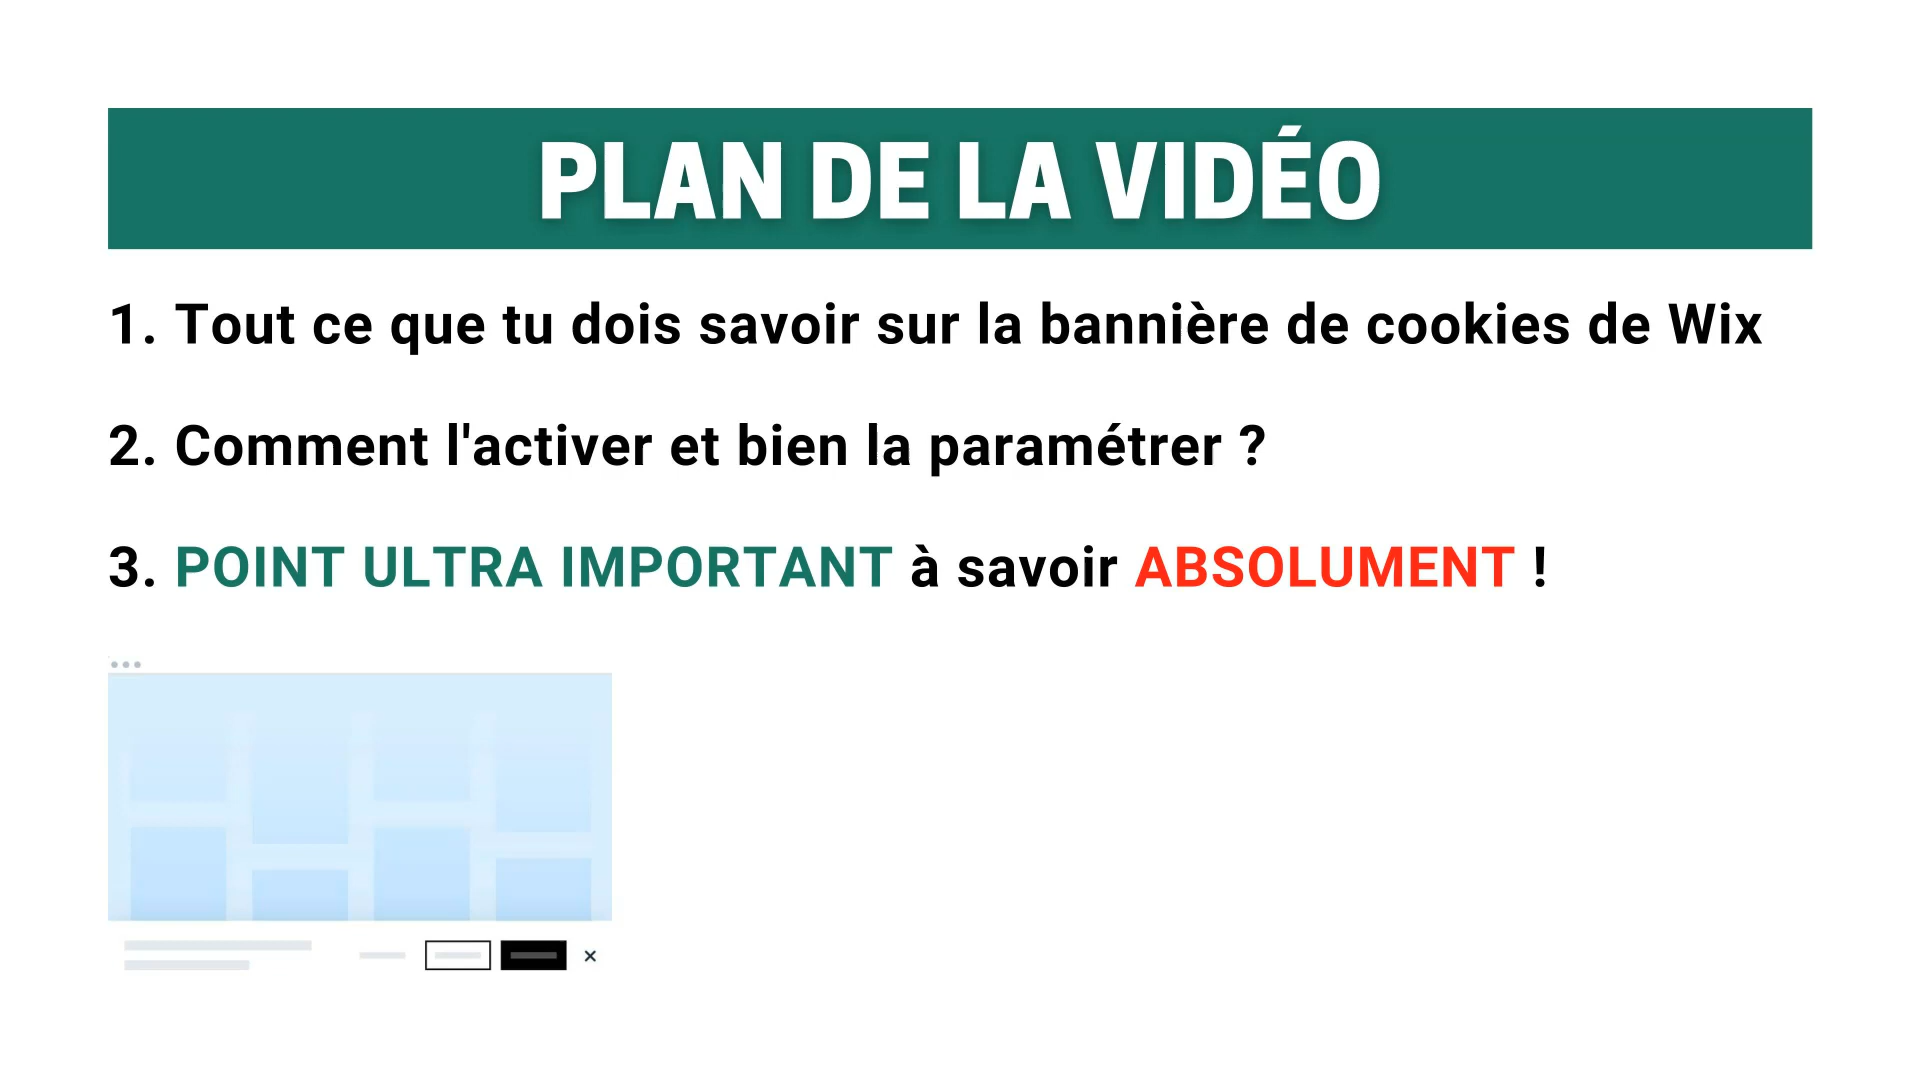 PLAN DE LA VIDÉO
1. Tout ce que tu dois savoir sur la bannière de cookies de Wix
2. Comment l'activer et bien la paramétrer ?
3. POINT ULTRA IMPORTANT à savoir ABSOLUMENT !